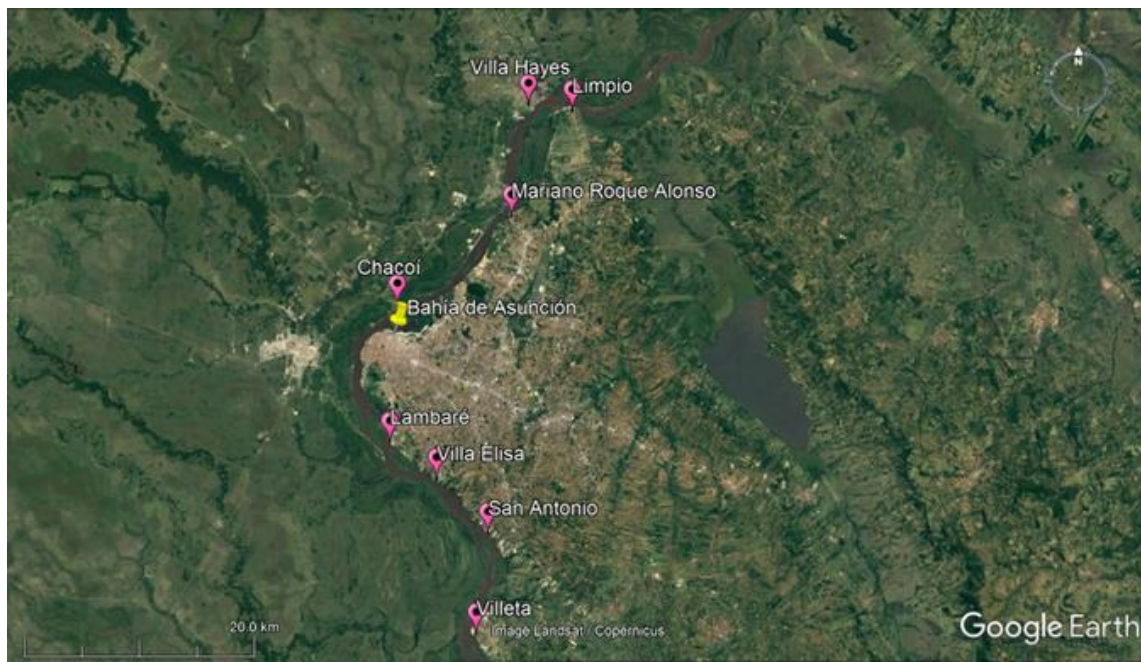 N
Villa Hayes
Limpio
Mariano Roque Alonso
Chacoí
Bahía de Asunción
Lambaré
Villa Elisa
San Antonio
Villeta
Image Landsat / Copernicus
20.0 km
Google Earth